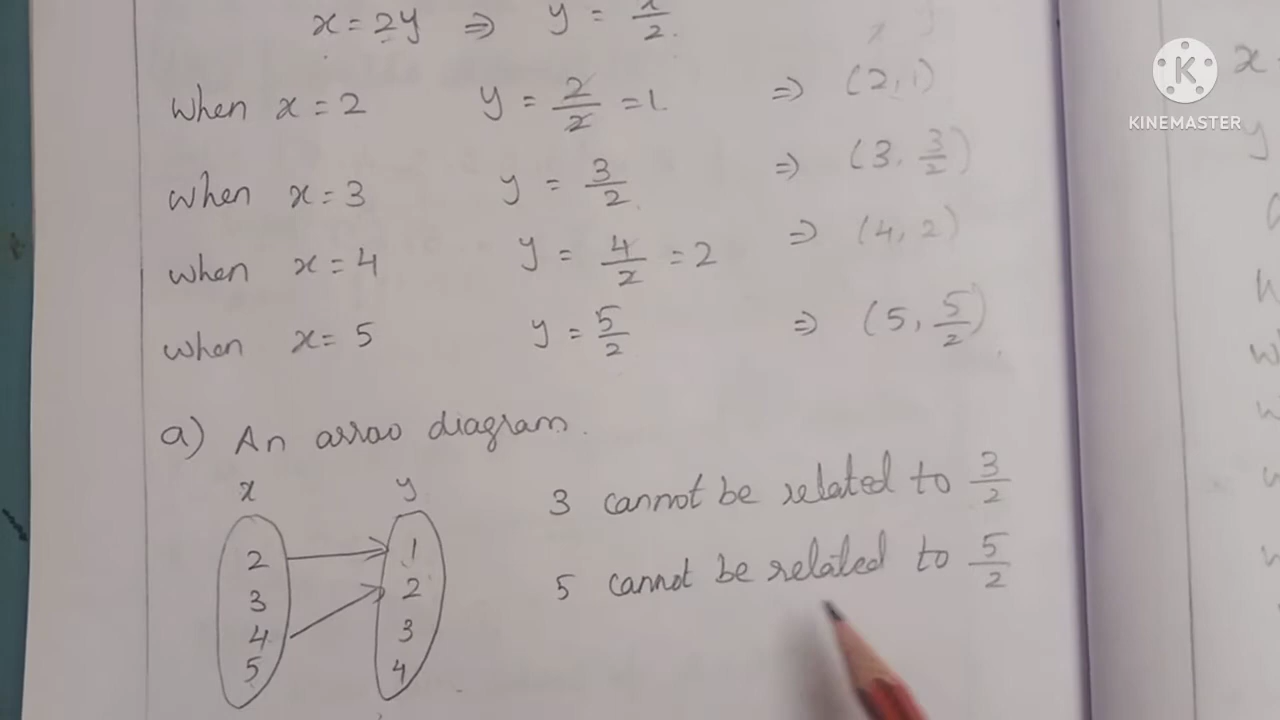 x = 2y ⇒ y = x/2.
When x = 2 y = 2/2 = 1. ⇒ (2, 1)
when x = 3 y = 3/2 ⇒ (3, 3/2)
when x = 4 y = 4/2 = 2 ⇒ (4, 2)
when x = 5 y = 5/2 ⇒ (5, 5/2)
a) An arrao diagram.
x y
2 1
3 2
4 3
5 4
3 cannot be related to 3/2
5 cannot be related to 5/2
K
KINEMASTER
x
y